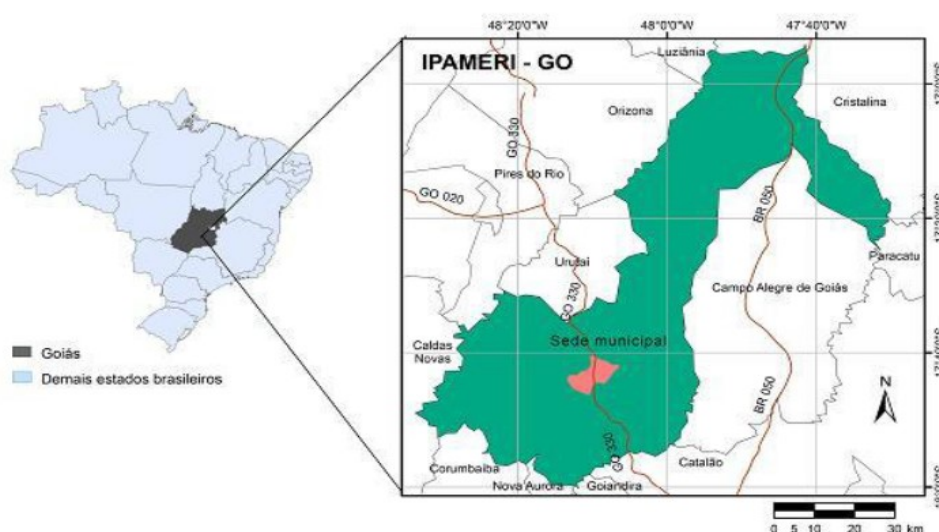 48°20'0"W 48°0'0"W 47°40'0"W
IPAMERI - GO
Luziânia
Orizona
Cristalina
GO 330
Pires do Rio
GO 020
BR 050
Paracatu
Urutaí
Campo Alegre de Goiás
GO 330
Sede municipal
Caldas
Novas
Goiás
Demais estados brasileiros
N
BR 050
GO 330
Corumbaíba
Catalão
Nova Aurora
Goiandira
0 5 10 20 30 km